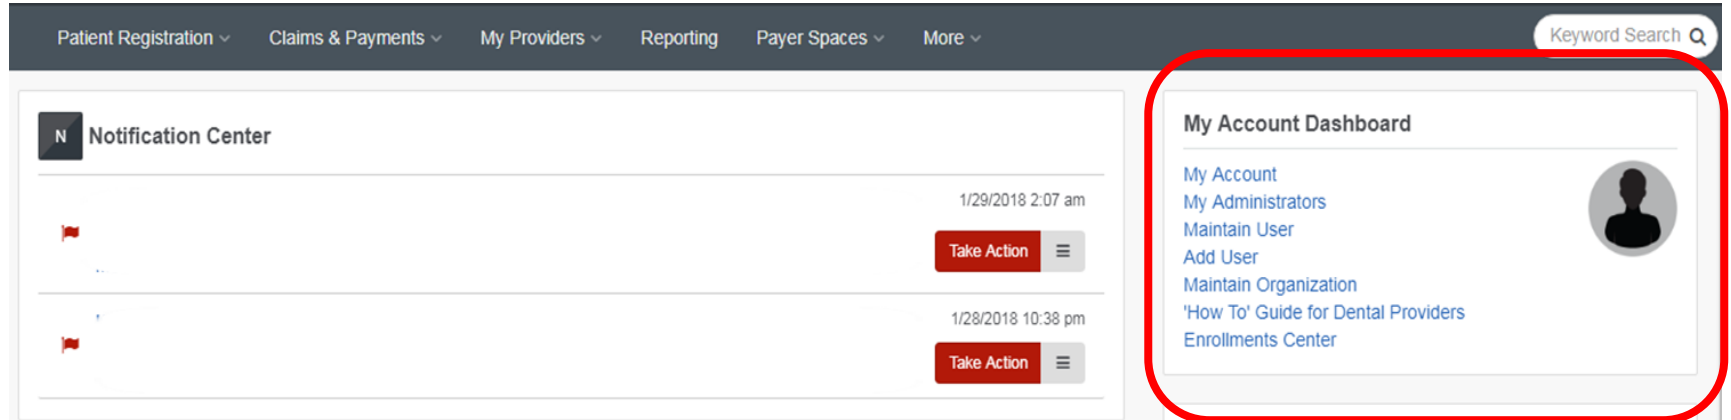 Patient Registration Claims & Payments My Providers Reporting Payer Spaces More Keyword Search
N Notification Center
1/29/2018 2:07 am
Take Action
1/28/2018 10:38 pm
Take Action
My Account Dashboard
My Account
My Administrators
Maintain User
Add User
Maintain Organization
'How To' Guide for Dental Providers
Enrollments Center